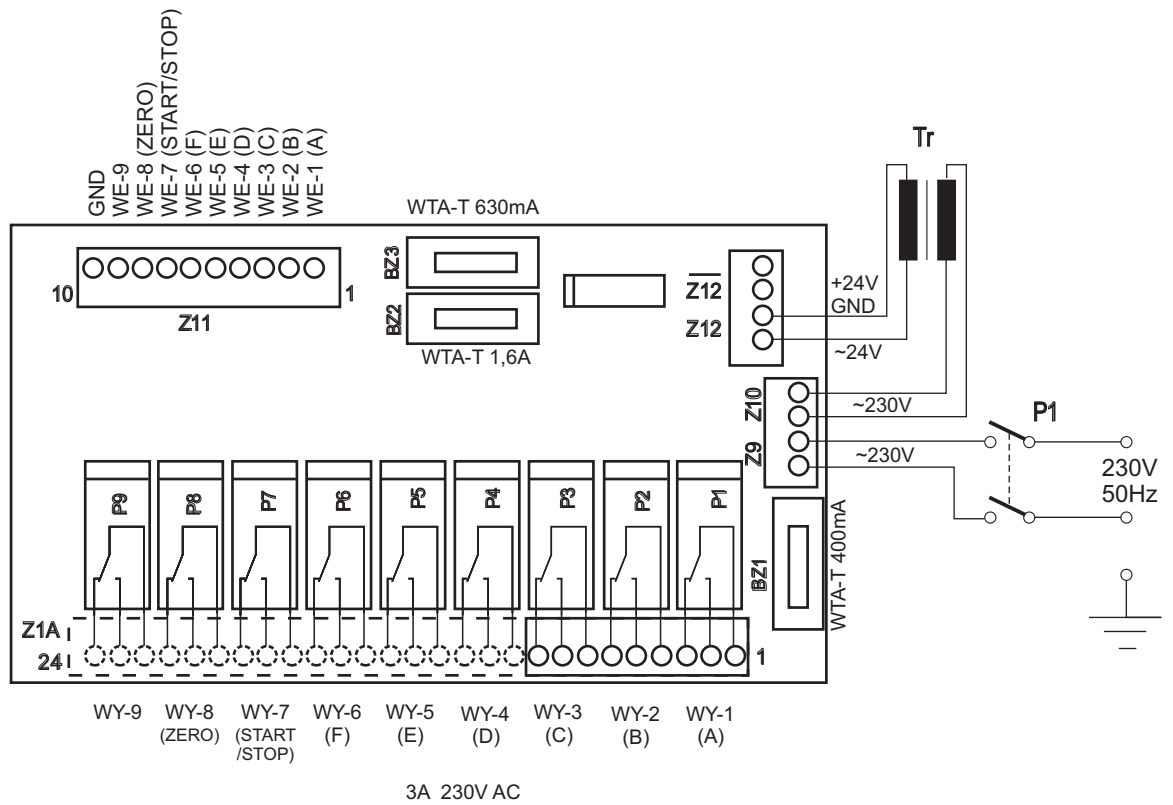 GND
WE-9
WE-8 (ZERO)
WE-7 (START/STOP)
WE-6 (F)
WE-5 (E)
WE-4 (D)
WE-3 (C)
WE-2 (B)
WE-1 (A)
10
1
Z11
WTA-T 630mA
BZ3
BZ2
WTA-T 1,6A
Z12
Z12
+24V
GND
~24V
Tr
Z10
~230V
Z9
~230V
P1
230V
50Hz
BZ1
WTA-T 400mA
P9
P8
P7
P6
P5
P4
P3
P2
P1
Z1A
24
1
WY-9
WY-8
(ZERO)
WY-7
(START
/STOP)
WY-6
(F)
WY-5
(E)
WY-4
(D)
WY-3
(C)
WY-2
(B)
WY-1
(A)
3A 230V AC